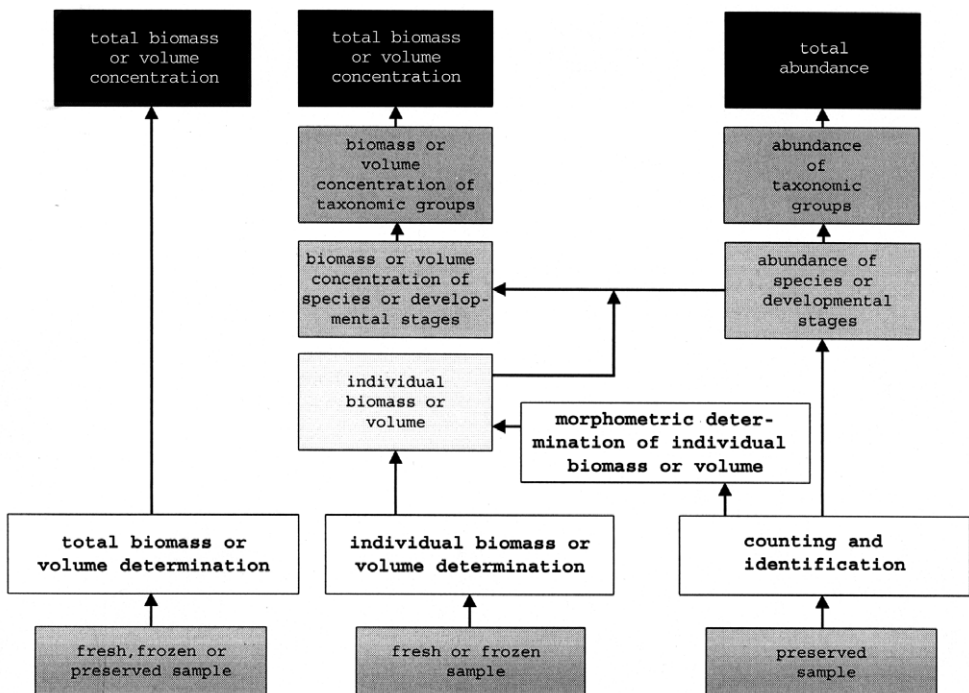 total biomass
or volume
concentration
total biomass
or volume
concentration
total
abundance
biomass or
volume
concentration of
taxonomic groups
abundance
of
taxonomic
groups
biomass or volume
concentration of
species or develop-
mental stages
abundance of
species or
developmental
stages
individual
biomass or
volume
morphometric deter-
mination of individual
biomass or volume
total biomass or
volume determination
individual biomass or
volume determination
counting and
identification
fresh,frozen or
preserved sample
fresh or frozen
sample
preserved
sample